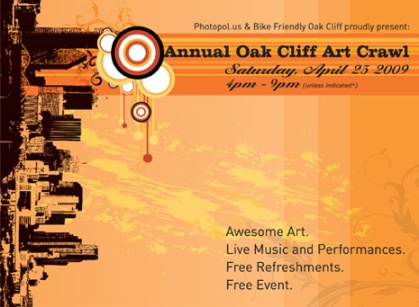 Photopol.us & Bike Friendly Oak Cliff proudly present:
Annual Oak Cliff Art Crawl
Saturday, April 25 2009
4pm - 9pm (unless indicated*)
Awesome Art.
Live Music and Performances.
Free Refreshments.
Free Event.